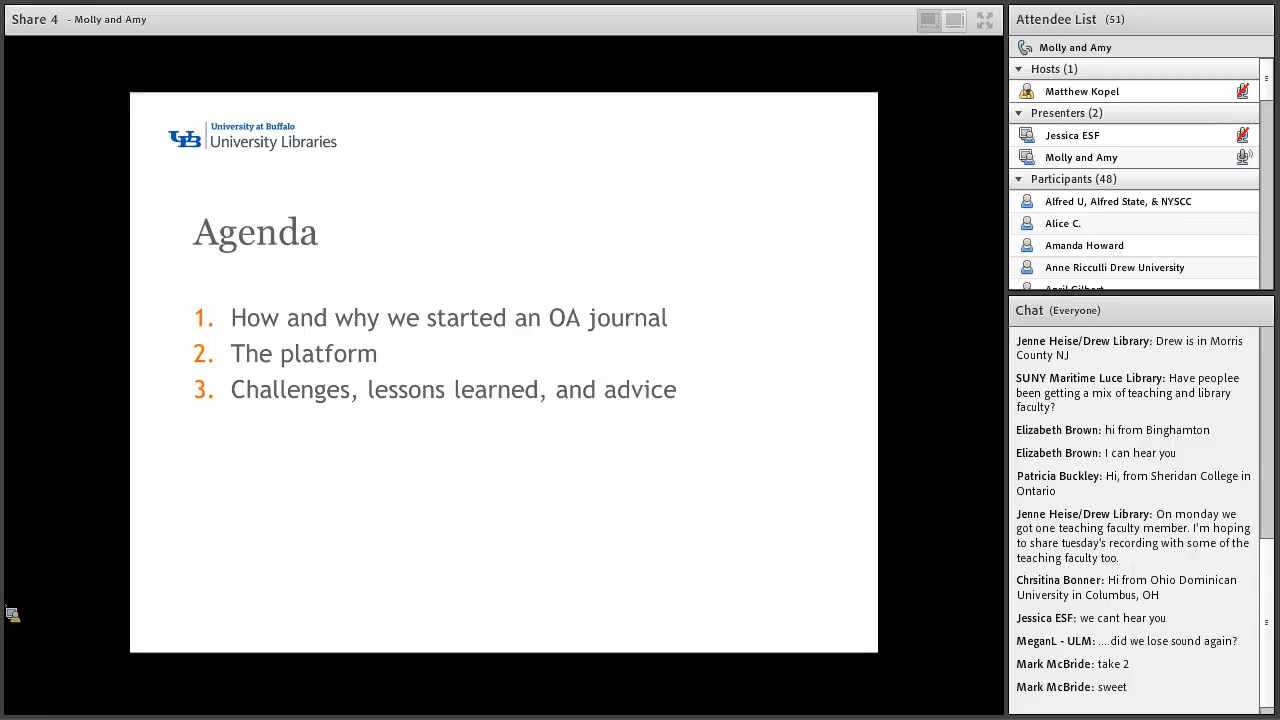 Share 4 - Molly and Amy
University at Buffalo
UB University Libraries
Agenda
1. How and why we started an OA journal
2. The platform
3. Challenges, lessons learned, and advice
Attendee List (51)
Molly and Amy
Hosts (1)
Matthew Kopel
Presenters (2)
Jessica ESF
Molly and Amy
Participants (48)
Alfred U, Alfred State, & NYSCC
Alice C.
Amanda Howard
Anne Ricculli Drew University
April Gilbert
Chat (Everyone)
Jenne Heise/Drew Library: Drew is in Morris
County NJ
SUNY Maritime Luce Library: Have peoplee
been getting a mix of teaching and library
faculty?
Elizabeth Brown: hi from Binghamton
Elizabeth Brown: I can hear you
Patricia Buckley: Hi, from Sheridan College in
Ontario
Jenne Heise/Drew Library: On monday we
got one teaching faculty member. I'm hoping
to share tuesday's recording with some of the
teaching faculty too.
Chrsitina Bonner: Hi from Ohio Dominican
University in Columbus, OH
Jessica ESF: we cant hear you
MeganL - ULM: ....did we lose sound again?
Mark McBride: take 2
Mark McBride: sweet